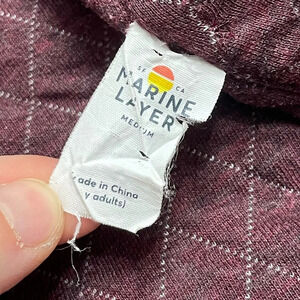 SF CA
MARINE
LAYER
MEDIUM
ade in China
y adults)